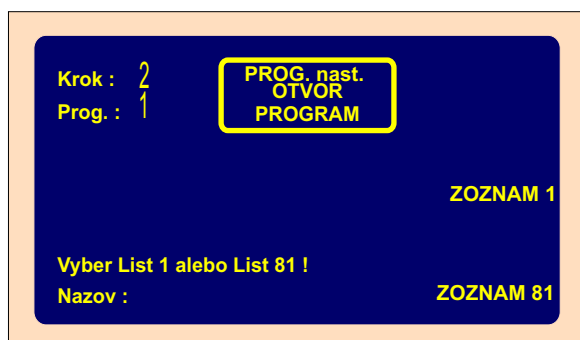 Krok : 2
Prog. : 1
PROG. nast.
OTVOR
PROGRAM
ZOZNAM 1
Vyber List 1 alebo List 81 !
Nazov :
ZOZNAM 81